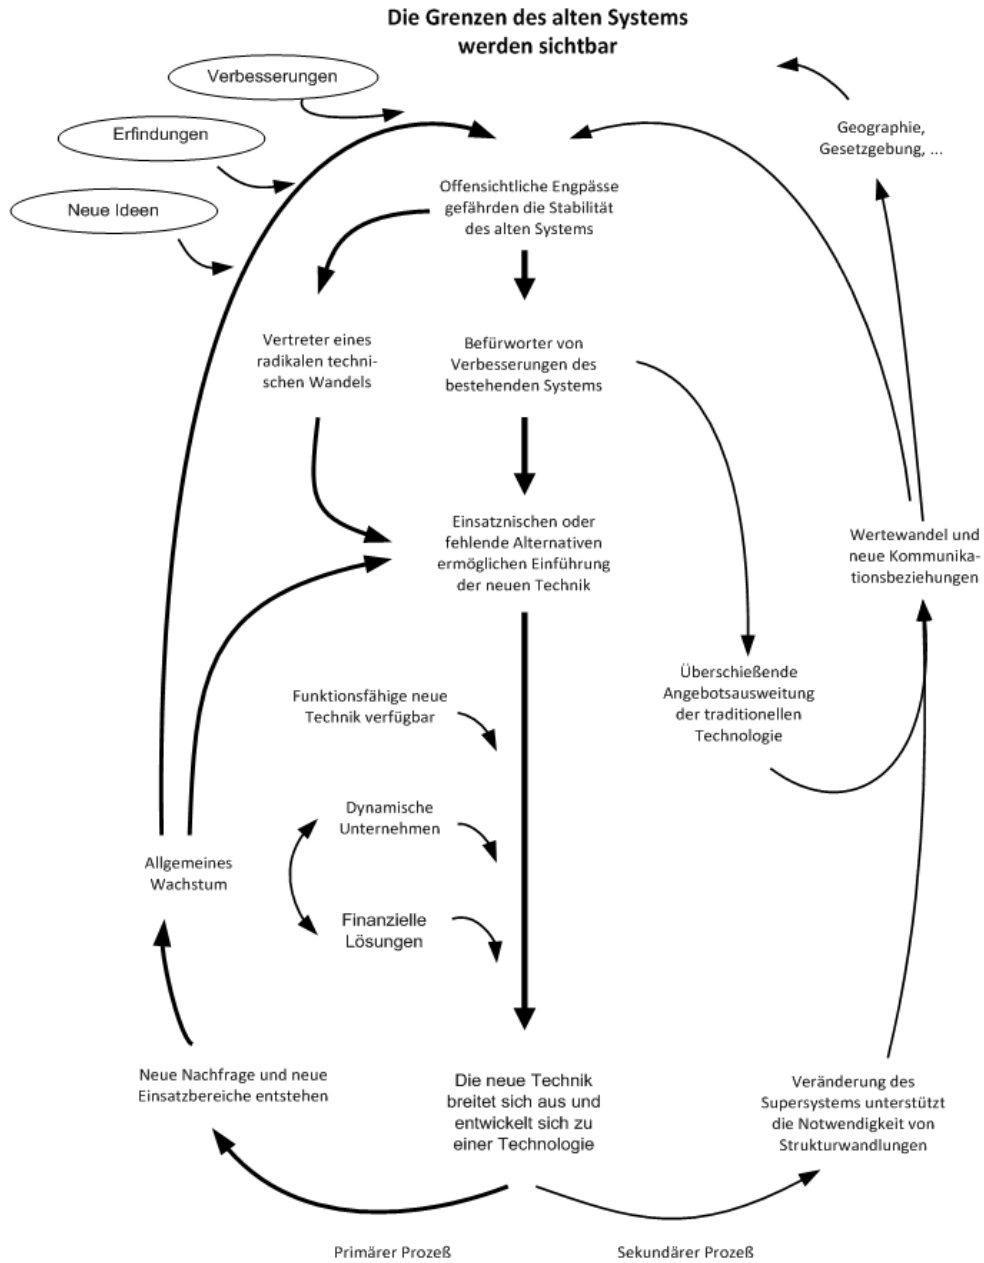 Die Grenzen des alten Systems
werden sichtbar
Verbesserungen
Erfindungen
Neue Ideen
Geographie,
Gesetzgebung, ...
Offensichtliche Engpässe
gefährden die Stabilität
des alten Systems
Vertreter eines
radikalen techni-
schen Wandels
Befürworter von
Verbesserungen des
bestehenden Systems
Einsatznischen oder
fehlende Alternativen
ermöglichen Einführung
der neuen Technik
Wertewandel und
neue Kommunika-
tionsbeziehungen
Überschießende
Angebotsausweitung
der traditionellen
Technologie
Funktionsfähige neue
Technik verfügbar
Dynamische
Unternehmen
Finanzielle
Lösungen
Allgemeines
Wachstum
Neue Nachfrage und neue
Einsatzbereiche entstehen
Die neue Technik
breitet sich aus und
entwickelt sich zu
einer Technologie
Veränderung des
Supersystems unterstützt
die Notwendigkeit von
Strukturwandlungen
Primärer Prozeß
Sekundärer Prozeß